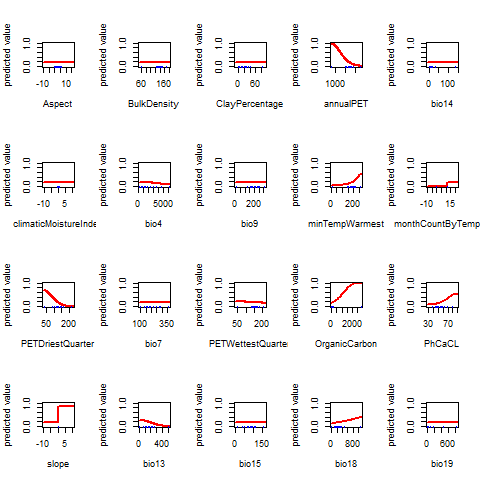 predicted value
0.0 1.0
-10 5
Aspect
predicted value
0.0 1.0
60 160
BulkDensity
predicted value
0.0 1.0
0 60
ClayPercentage
predicted value
0.0 1.0
1000
annualPET
predicted value
0.0 1.0
0 100
bio14
predicted value
0.0 1.0
-10 5
climaticMoistureInde
predicted value
0.0 1.0
0 5000
bio4
predicted value
0.0 1.0
0 200
bio9
predicted value
0.0 1.0
0 200
minTempWarmest
predicted value
0.0 1.0
-10 15
monthCountByTemp
predicted value
0.0 1.0
50 200
PETDriestQuarter
predicted value
0.0 1.0
100 350
bio7
predicted value
0.0 1.0
50 200
PETWettestQuarte
predicted value
0.0 1.0
0 2000
OrganicCarbon
predicted value
0.0 1.0
30 70
PhCaCL
predicted value
0.0 1.0
-10 5
slope
predicted value
0.0 1.0
0 400
bio13
predicted value
0.0 1.0
0 150
bio15
predicted value
0.0 1.0
0 800
bio18
predicted value
0.0 1.0
0 600
bio19